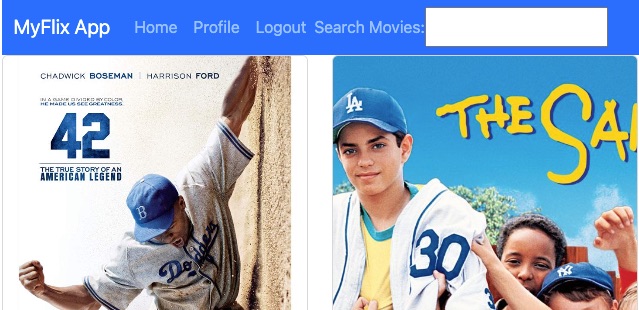 MyFlix App Home Profile Logout Search Movies:
CHADWICK BOSEMAN | HARRISON FORD
IN A GAME DIVIDED BY COLOR,
HE MADE US SEE GREATNESS.
42
THE TRUE STORY OF AN
AMERICAN LEGEND
B
Dodgers
THE SA
LA
30
NY